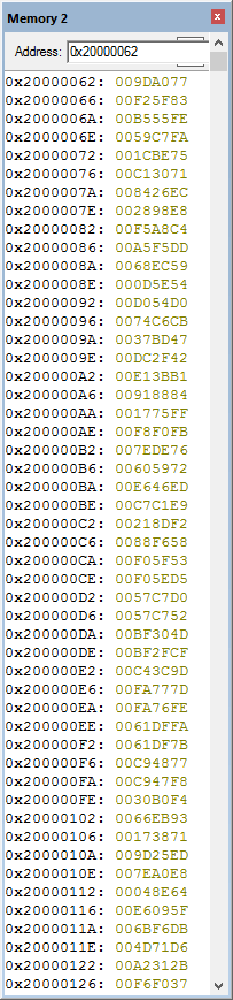 Memory 2
Address: 0x20000062
0x20000062: 009DA077
0x20000066: 00F25F83
0x2000006A: 00B555FE
0x2000006E: 0059C7FA
0x20000072: 001CBE75
0x20000076: 00C13071
0x2000007A: 008426EC
0x2000007E: 002898E8
0x20000082: 00F5A8C4
0x20000086: 00A5F5DD
0x2000008A: 0068EC59
0x2000008E: 000D5E54
0x20000092: 00D054D0
0x20000096: 0074C6CB
0x2000009A: 0037BD47
0x2000009E: 00DC2F42
0x200000A2: 00E13BB1
0x200000A6: 00918884
0x200000AA: 001775FF
0x200000AE: 00F8F0FB
0x200000B2: 007EDE76
0x200000B6: 00605972
0x200000BA: 00E646ED
0x200000BE: 00C7C1E9
0x200000C2: 00218DF2
0x200000C6: 0088F658
0x200000CA: 00F05F53
0x200000CE: 00F05ED5
0x200000D2: 0057C7D0
0x200000D6: 0057C752
0x200000DA: 00BF304D
0x200000DE: 00BF2FCF
0x200000E2: 00C43C9D
0x200000E6: 00FA777D
0x200000EA: 00FA76FE
0x200000EE: 0061DFFA
0x200000F2: 0061DF7B
0x200000F6: 00C94877
0x200000FA: 00C947F8
0x200000FE: 0030B0F4
0x20000102: 0066EB93
0x20000106: 00173871
0x2000010A: 009D25ED
0x2000010E: 007EA0E8
0x20000112: 00048E64
0x20000116: 00E6095F
0x2000011A: 006BF6DB
0x2000011E: 004D71D6
0x20000122: 00A2312B
0x20000126: 00F6F037